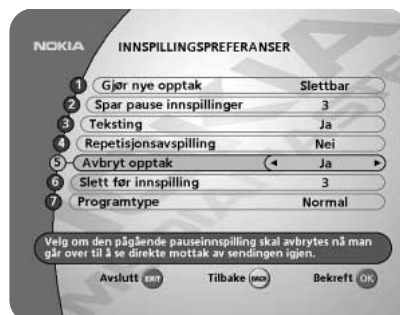 NOKIA
INNSPILLINGSPREFERANSER
1 Gjør nye opptak Slettbar
2 Spar pause innspillinger 3
3 Teksting Ja
4 Repetisjonsavspilling Nei
5 Avbryt opptak Ja
6 Slett før innspilling 3
7 Programtype Normal
Velg om den pågående pauseinnspilling skal avbrytes nå man
går over til å se direkte mottak av sendingen igjen.
Avslutt EXIT Tilbake BACK Bekreft OK